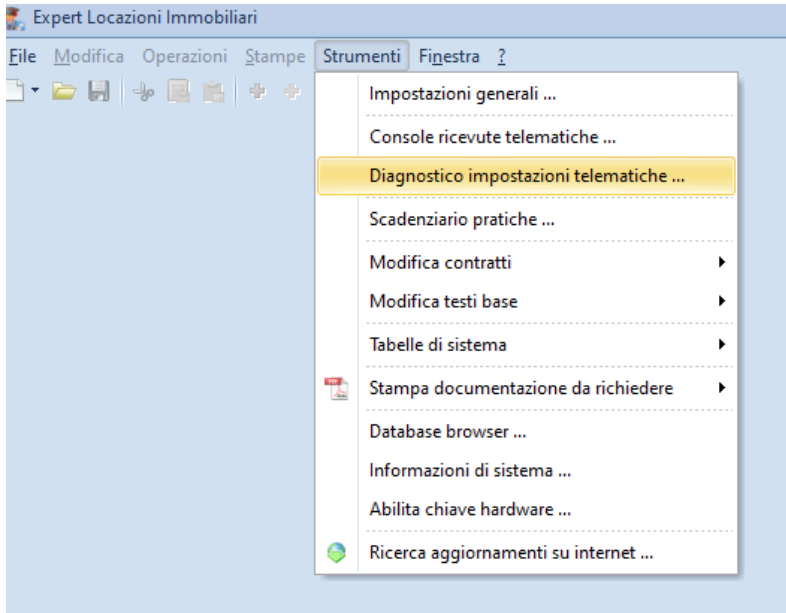 Expert Locazioni Immobiliari
File Modifica Operazioni Stampe Strumenti Finestra ?
Impostazioni generali ...
Console ricevute telematiche ...
Diagnostico impostazioni telematiche ...
Scadenziario pratiche ...
Modifica contratti
Modifica testi base
Tabelle di sistema
Stampa documentazione da richiedere
Database browser ...
Informazioni di sistema ...
Abilita chiave hardware ...
Ricerca aggiornamenti su internet ...